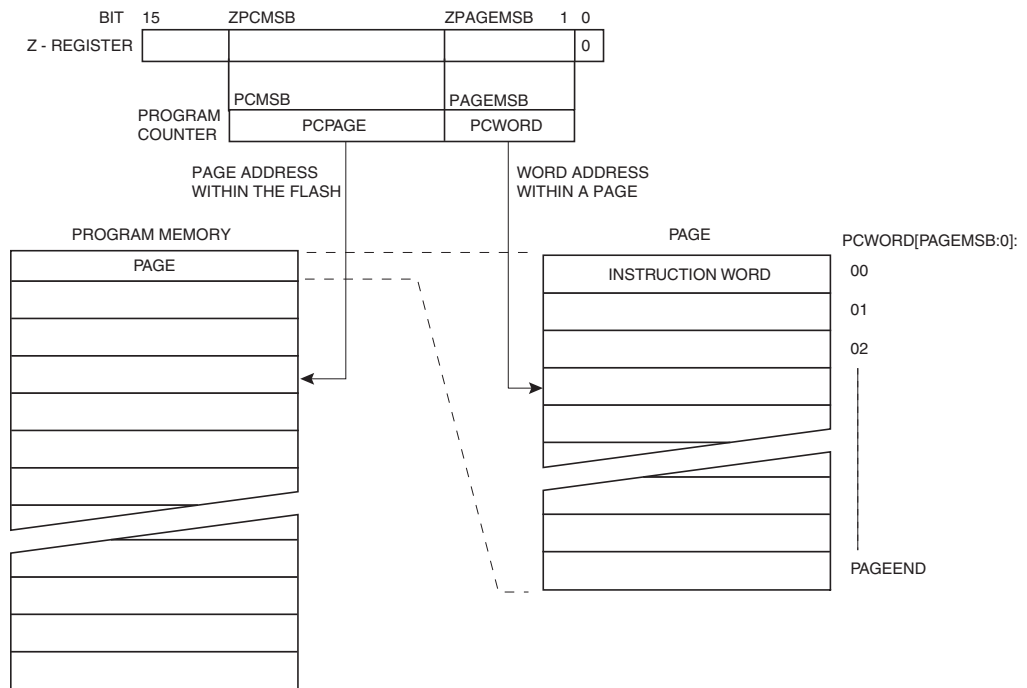 BIT 15 ZPCMSB ZPAGEMSB 1 0
Z - REGISTER 0
PCMSB PAGEMSB
PROGRAM
COUNTER
PCPAGE PCWORD
PAGE ADDRESS
WITHIN THE FLASH
WORD ADDRESS
WITHIN A PAGE
PROGRAM MEMORY
PAGE
PAGE
PCWORD[PAGEMSB:0]:
INSTRUCTION WORD
00
01
02
PAGEEND